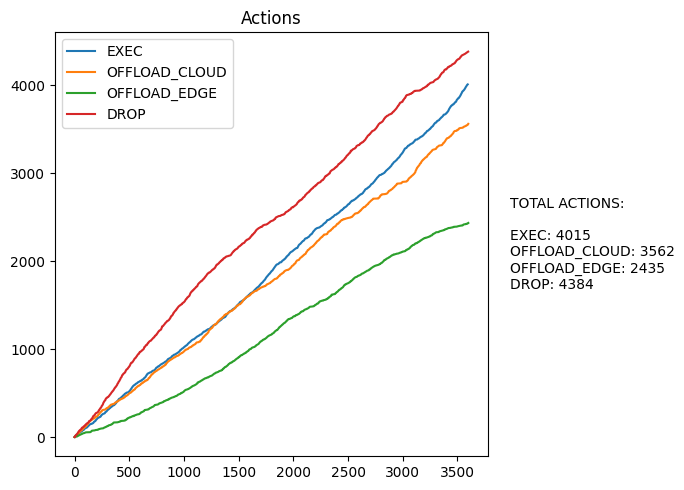 Actions
EXEC
OFFLOAD_CLOUD
OFFLOAD_EDGE
DROP
4000
3000
2000
1000
0
0 500 1000 1500 2000 2500 3000 3500
TOTAL ACTIONS:
EXEC: 4015
OFFLOAD_CLOUD: 3562
OFFLOAD_EDGE: 2435
DROP: 4384